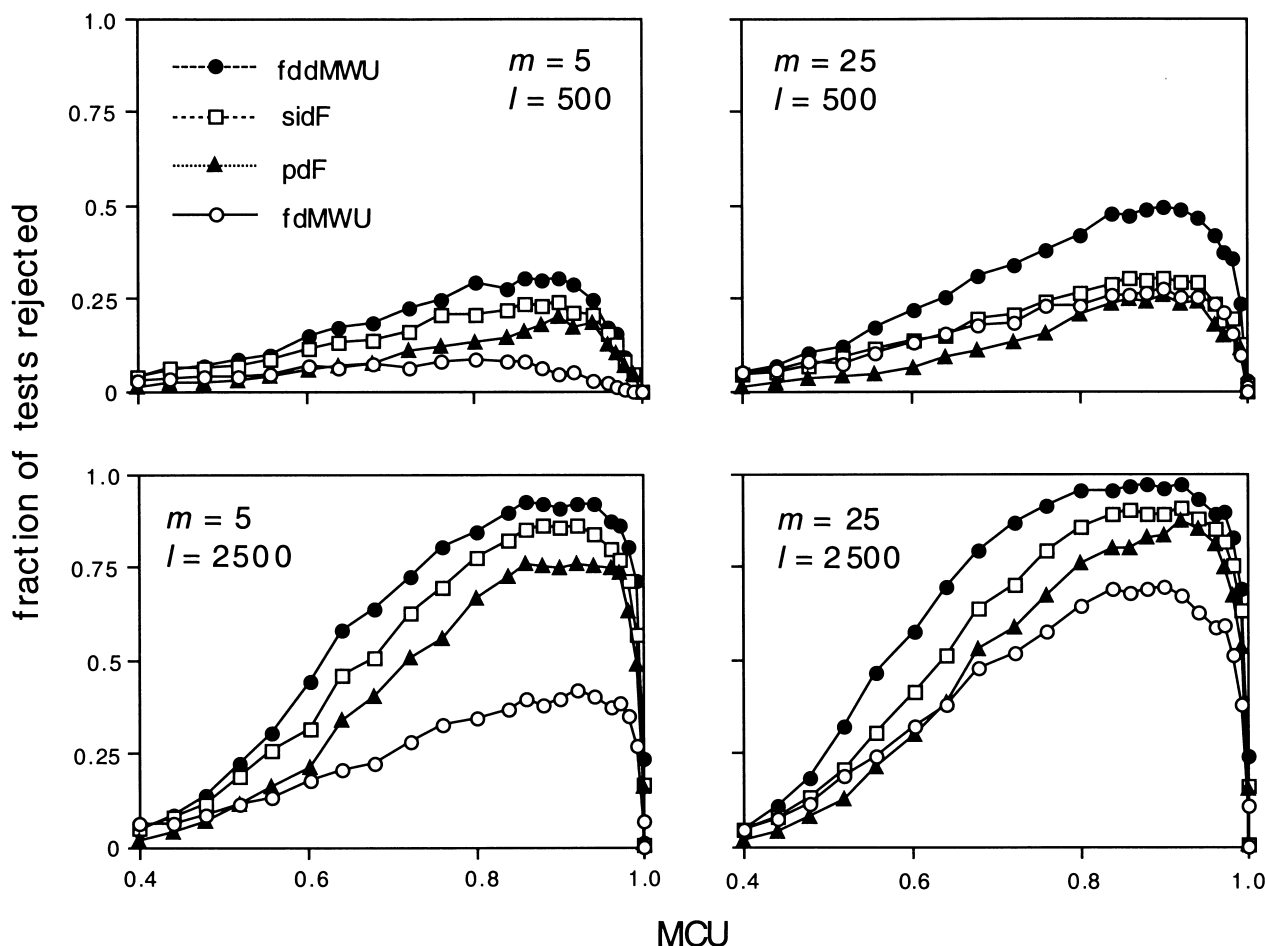 1.0
0.75
0.5
0.25
0
fddMWU
sidF
pdF
fdMWU
m = 5
l = 500
m = 25
l = 500
fraction of tests rejected
1.0
0.75
0.5
0.25
0
m = 5
l = 2500
m = 25
l = 2500
0.4 0.6 0.8 1.0
0.4 0.6 0.8 1.0
MCU